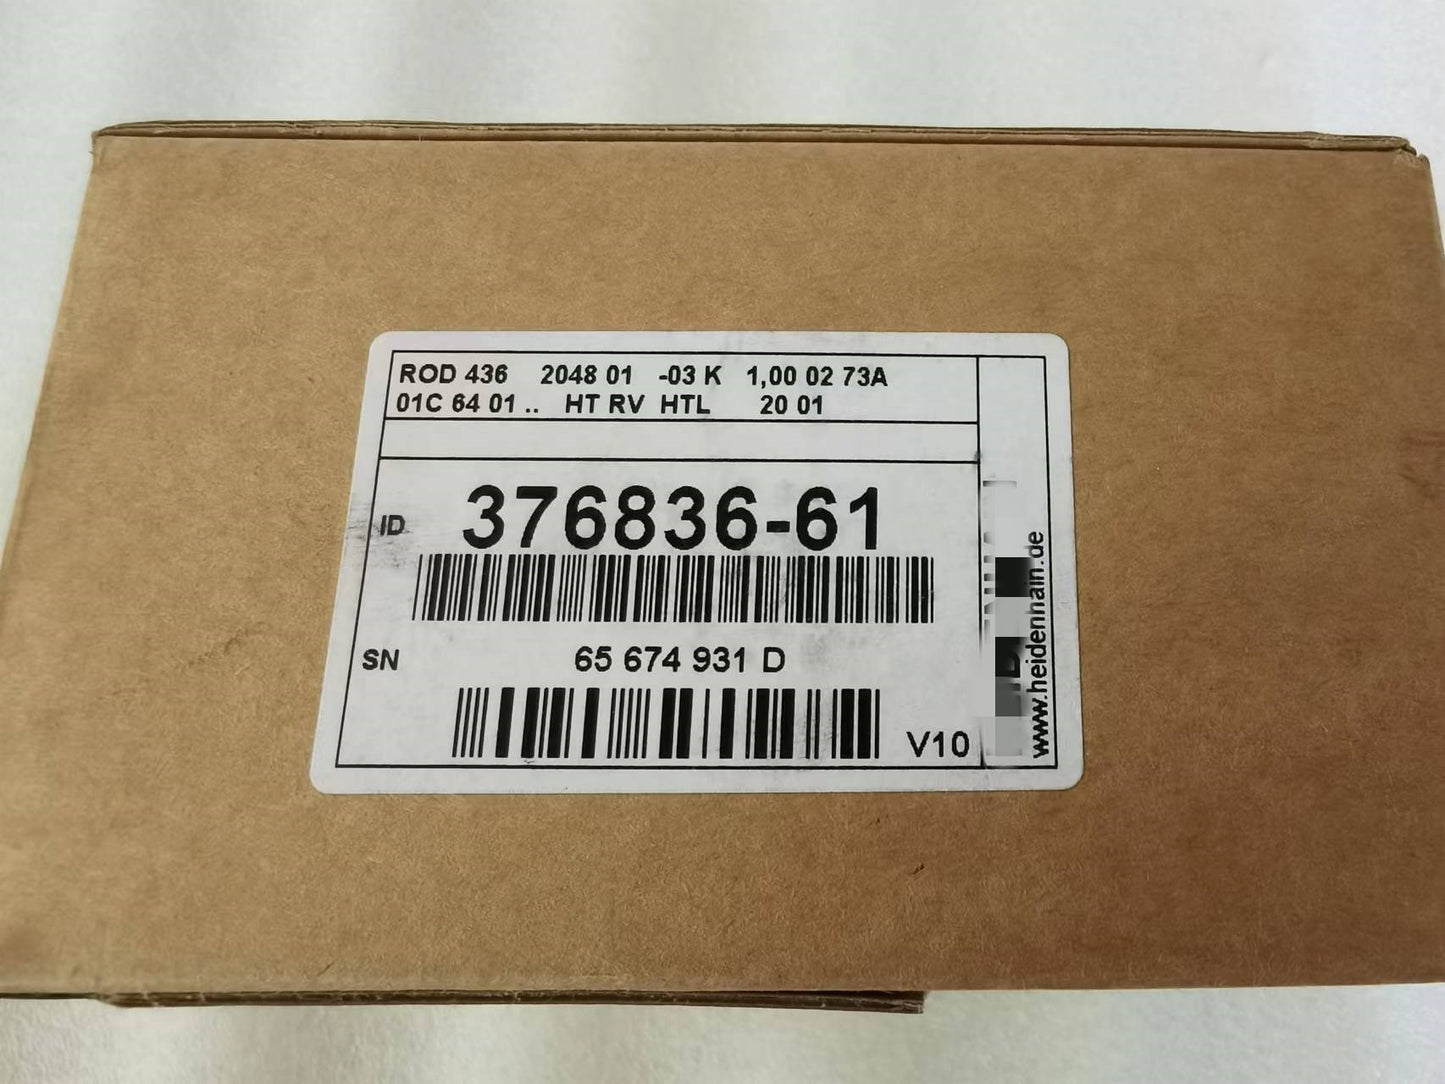 ROD 436 2048 01 -03 K 1,00 02 73A
01C 64 01 .. HT RV HTL 20 01
ID 376836-61
SN 65 674 931 D
V10
www.heidenhain.de